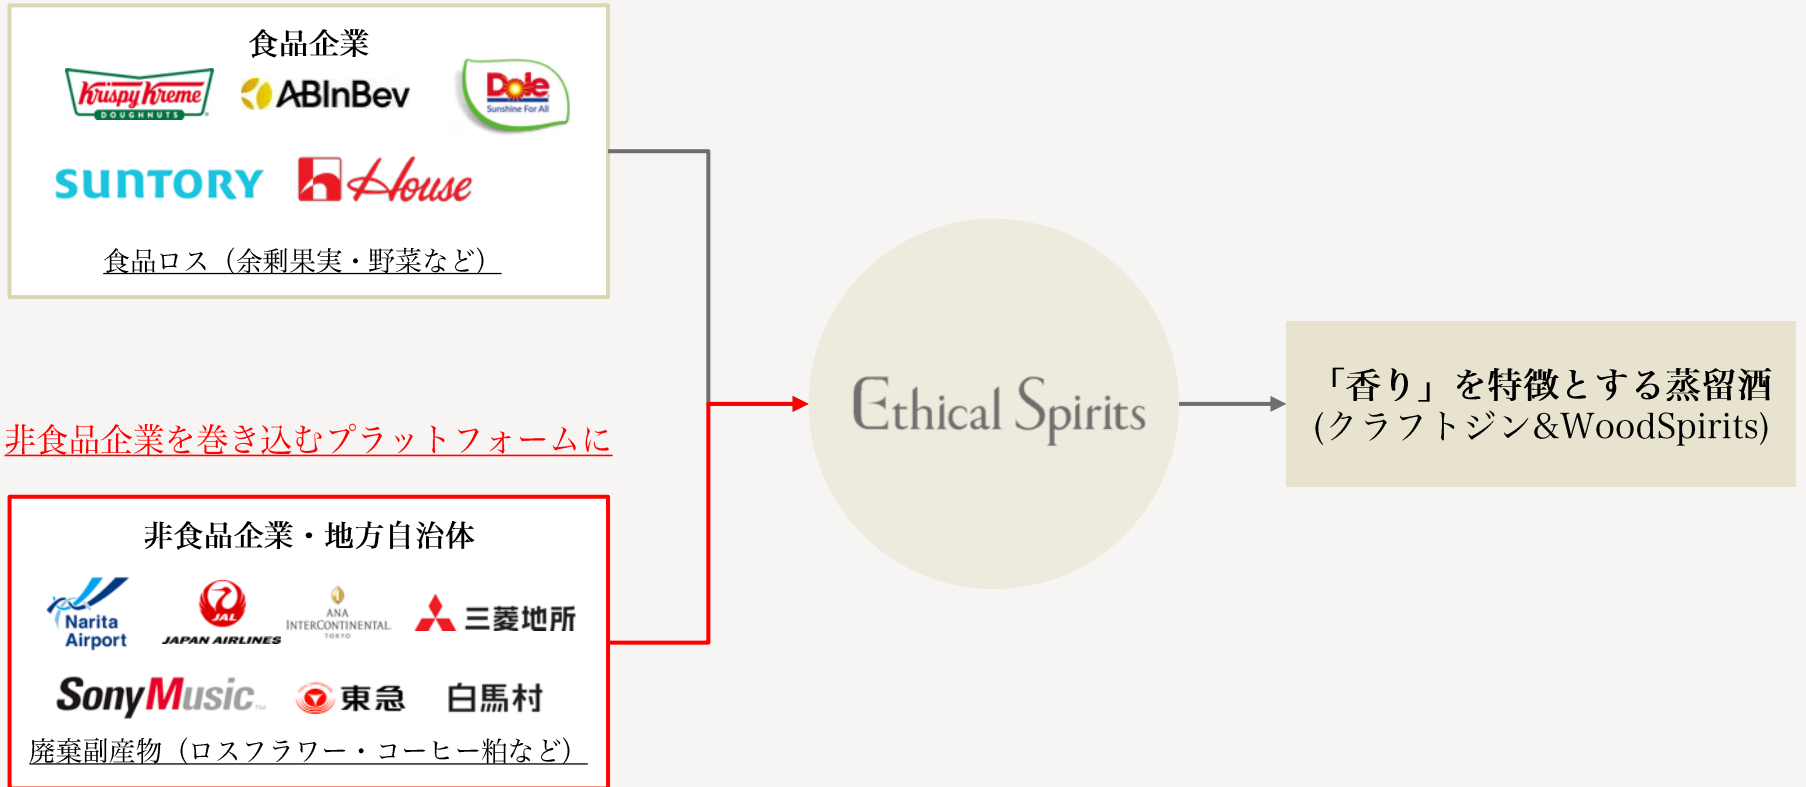 食品企業
Krispy Kreme
DOUGHNUTS
ABInBev
Dole
Sunshine For All
SUNTORY
House
食品ロス（余剰果実・野菜など）
非食品企業を巻き込むプラットフォームに
非食品企業・地方自治体
Narita
Airport
JAL
JAPAN AIRLINES
ANA
INTERCONTINENTAL
TOKYO
三菱地所
Sony Music
TM
東急
白馬村
廃棄副産物（ロスフラワー・コーヒー粕など）
Ethical Spirits
「香り」を特徴とする蒸留酒
(クラフトジン&WoodSpirits)